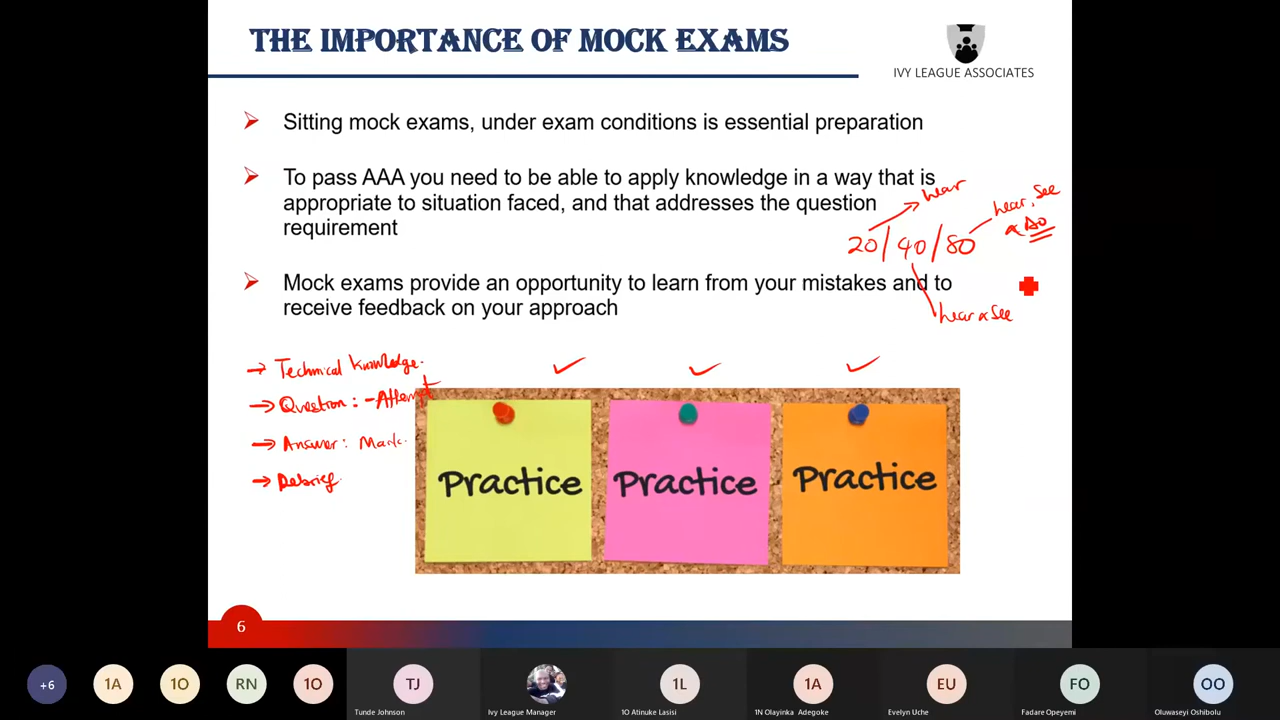 THE IMPORTANCE OF MOCK EXAMS
IVY LEAGUE ASSOCIATES
Sitting mock exams, under exam conditions is essential preparation
To pass AAA you need to be able to apply knowledge in a way that is
appropriate to situation faced, and that addresses the question
requirement
hear
hear, See
& Do
20/40/80
Mock exams provide an opportunity to learn from your mistakes and to
receive feedback on your approach
hear & See
→ Technical knowledge.
→ Question: - Attempt
→ Answer: Mark.
→ Debrief.
Practice Practice Practice
6
+6 1A 1O RN 1O TJ 1L 1A EU FO OO
Tunde Johnson Ivy League Manager 1O Atinuke Lasisi 1N Olayinka Adegoke Evelyn Uche Fadare Opeyemi Oluwaseyi Oshibolu